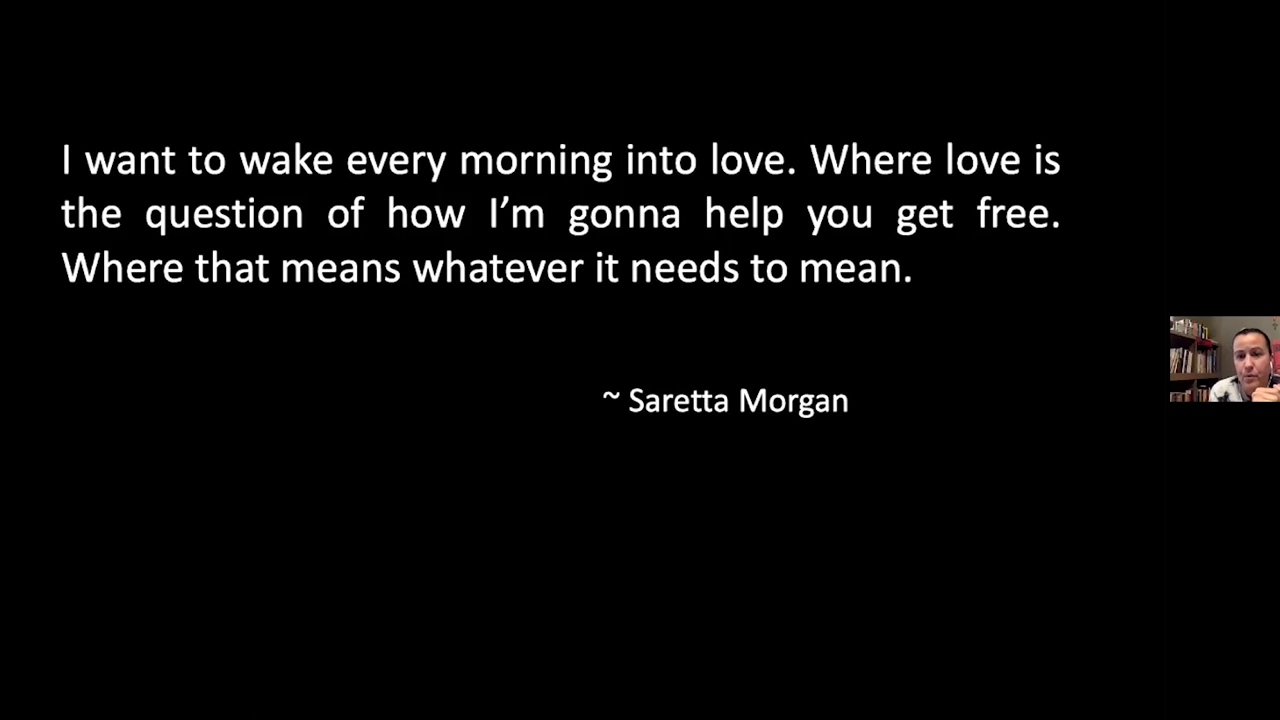 I want to wake every morning into love. Where love is
the question of how I’m gonna help you get free.
Where that means whatever it needs to mean.
~ Saretta Morgan